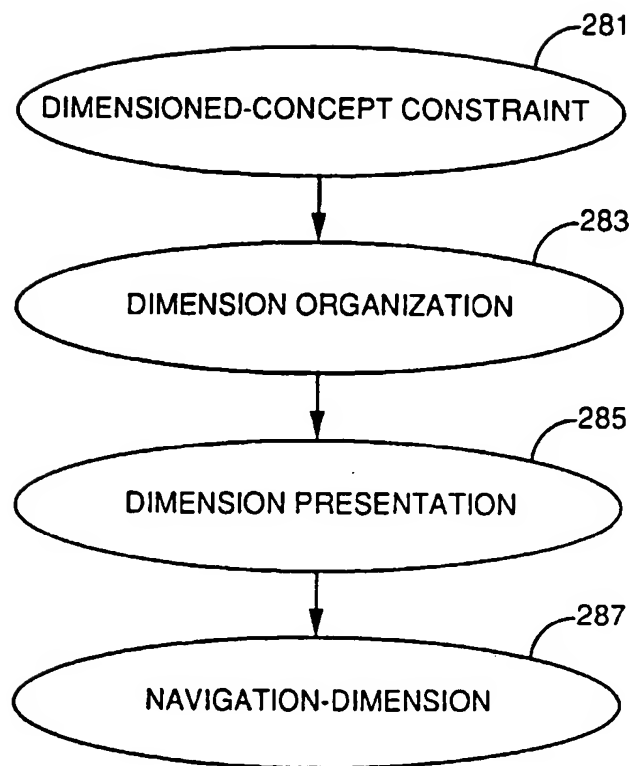 281
DIMENSIONED-CONCEPT CONSTRAINT
283
DIMENSION ORGANIZATION
285
DIMENSION PRESENTATION
287
NAVIGATION-DIMENSION